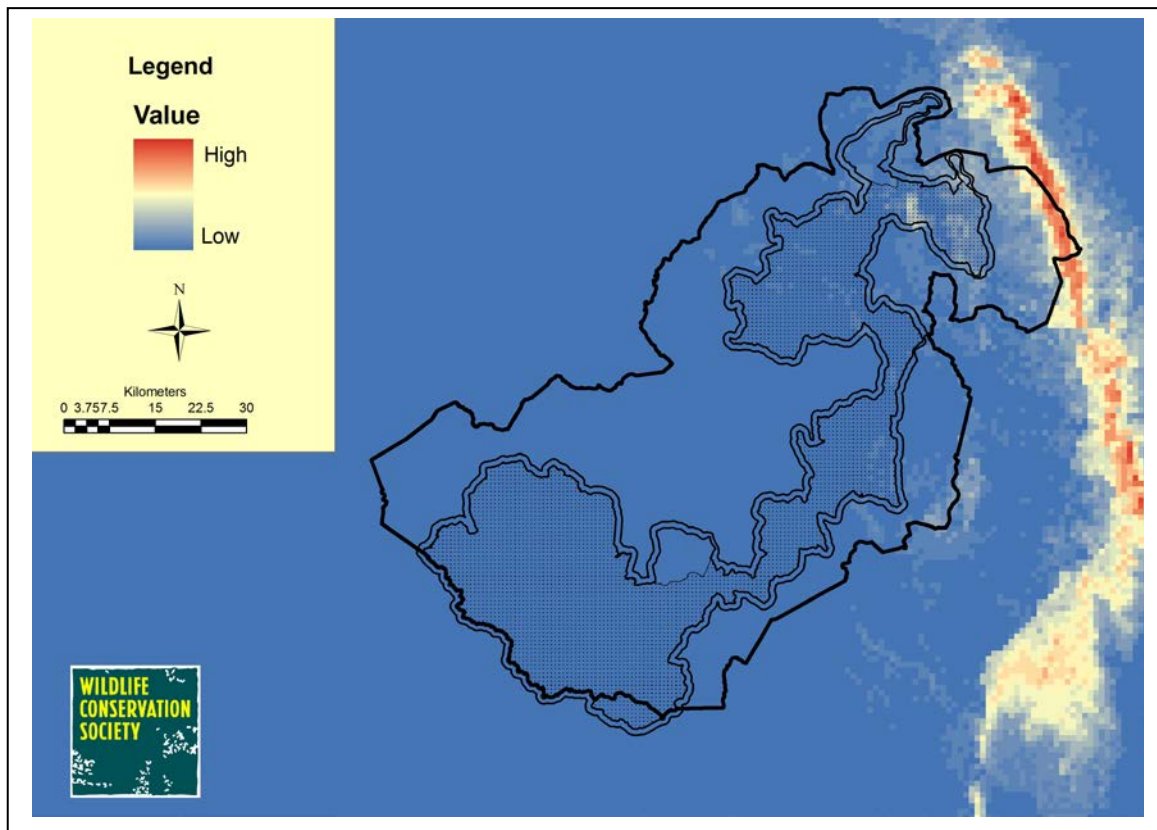 Legend
Value
High
Low
N
Kilometers
0 3.757.5 15 22.5 30
WILDLIFE
CONSERVATION
SOCIETY